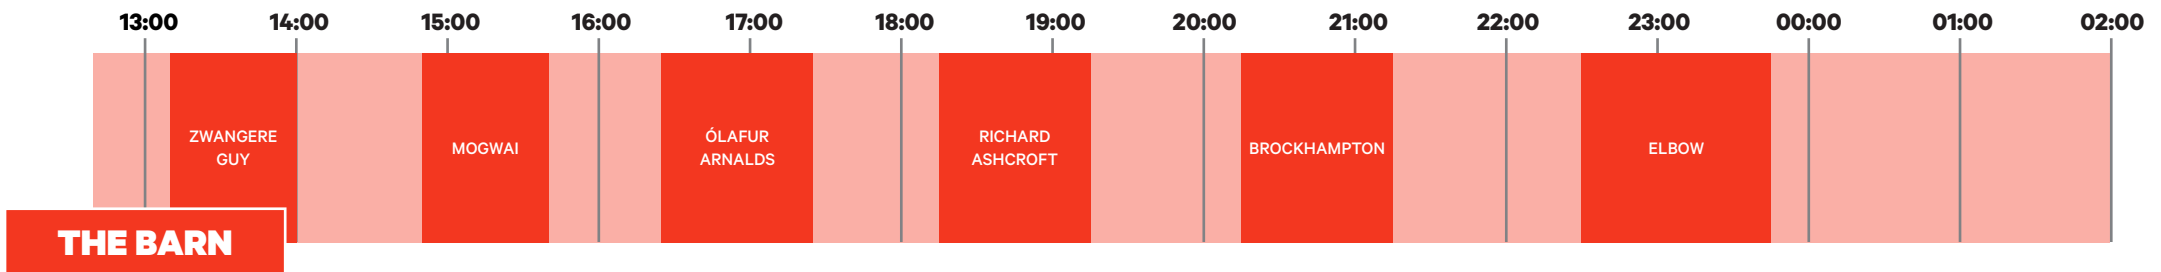 13:00 14:00 15:00 16:00 17:00 18:00 19:00 20:00 21:00 22:00 23:00 00:00 01:00 02:00
ZWANGERE
GUY
MOGWAI
ÓLAFUR
ARNALDS
RICHARD
ASHCROFT
BROCKHAMPTON
ELBOW
THE BARN